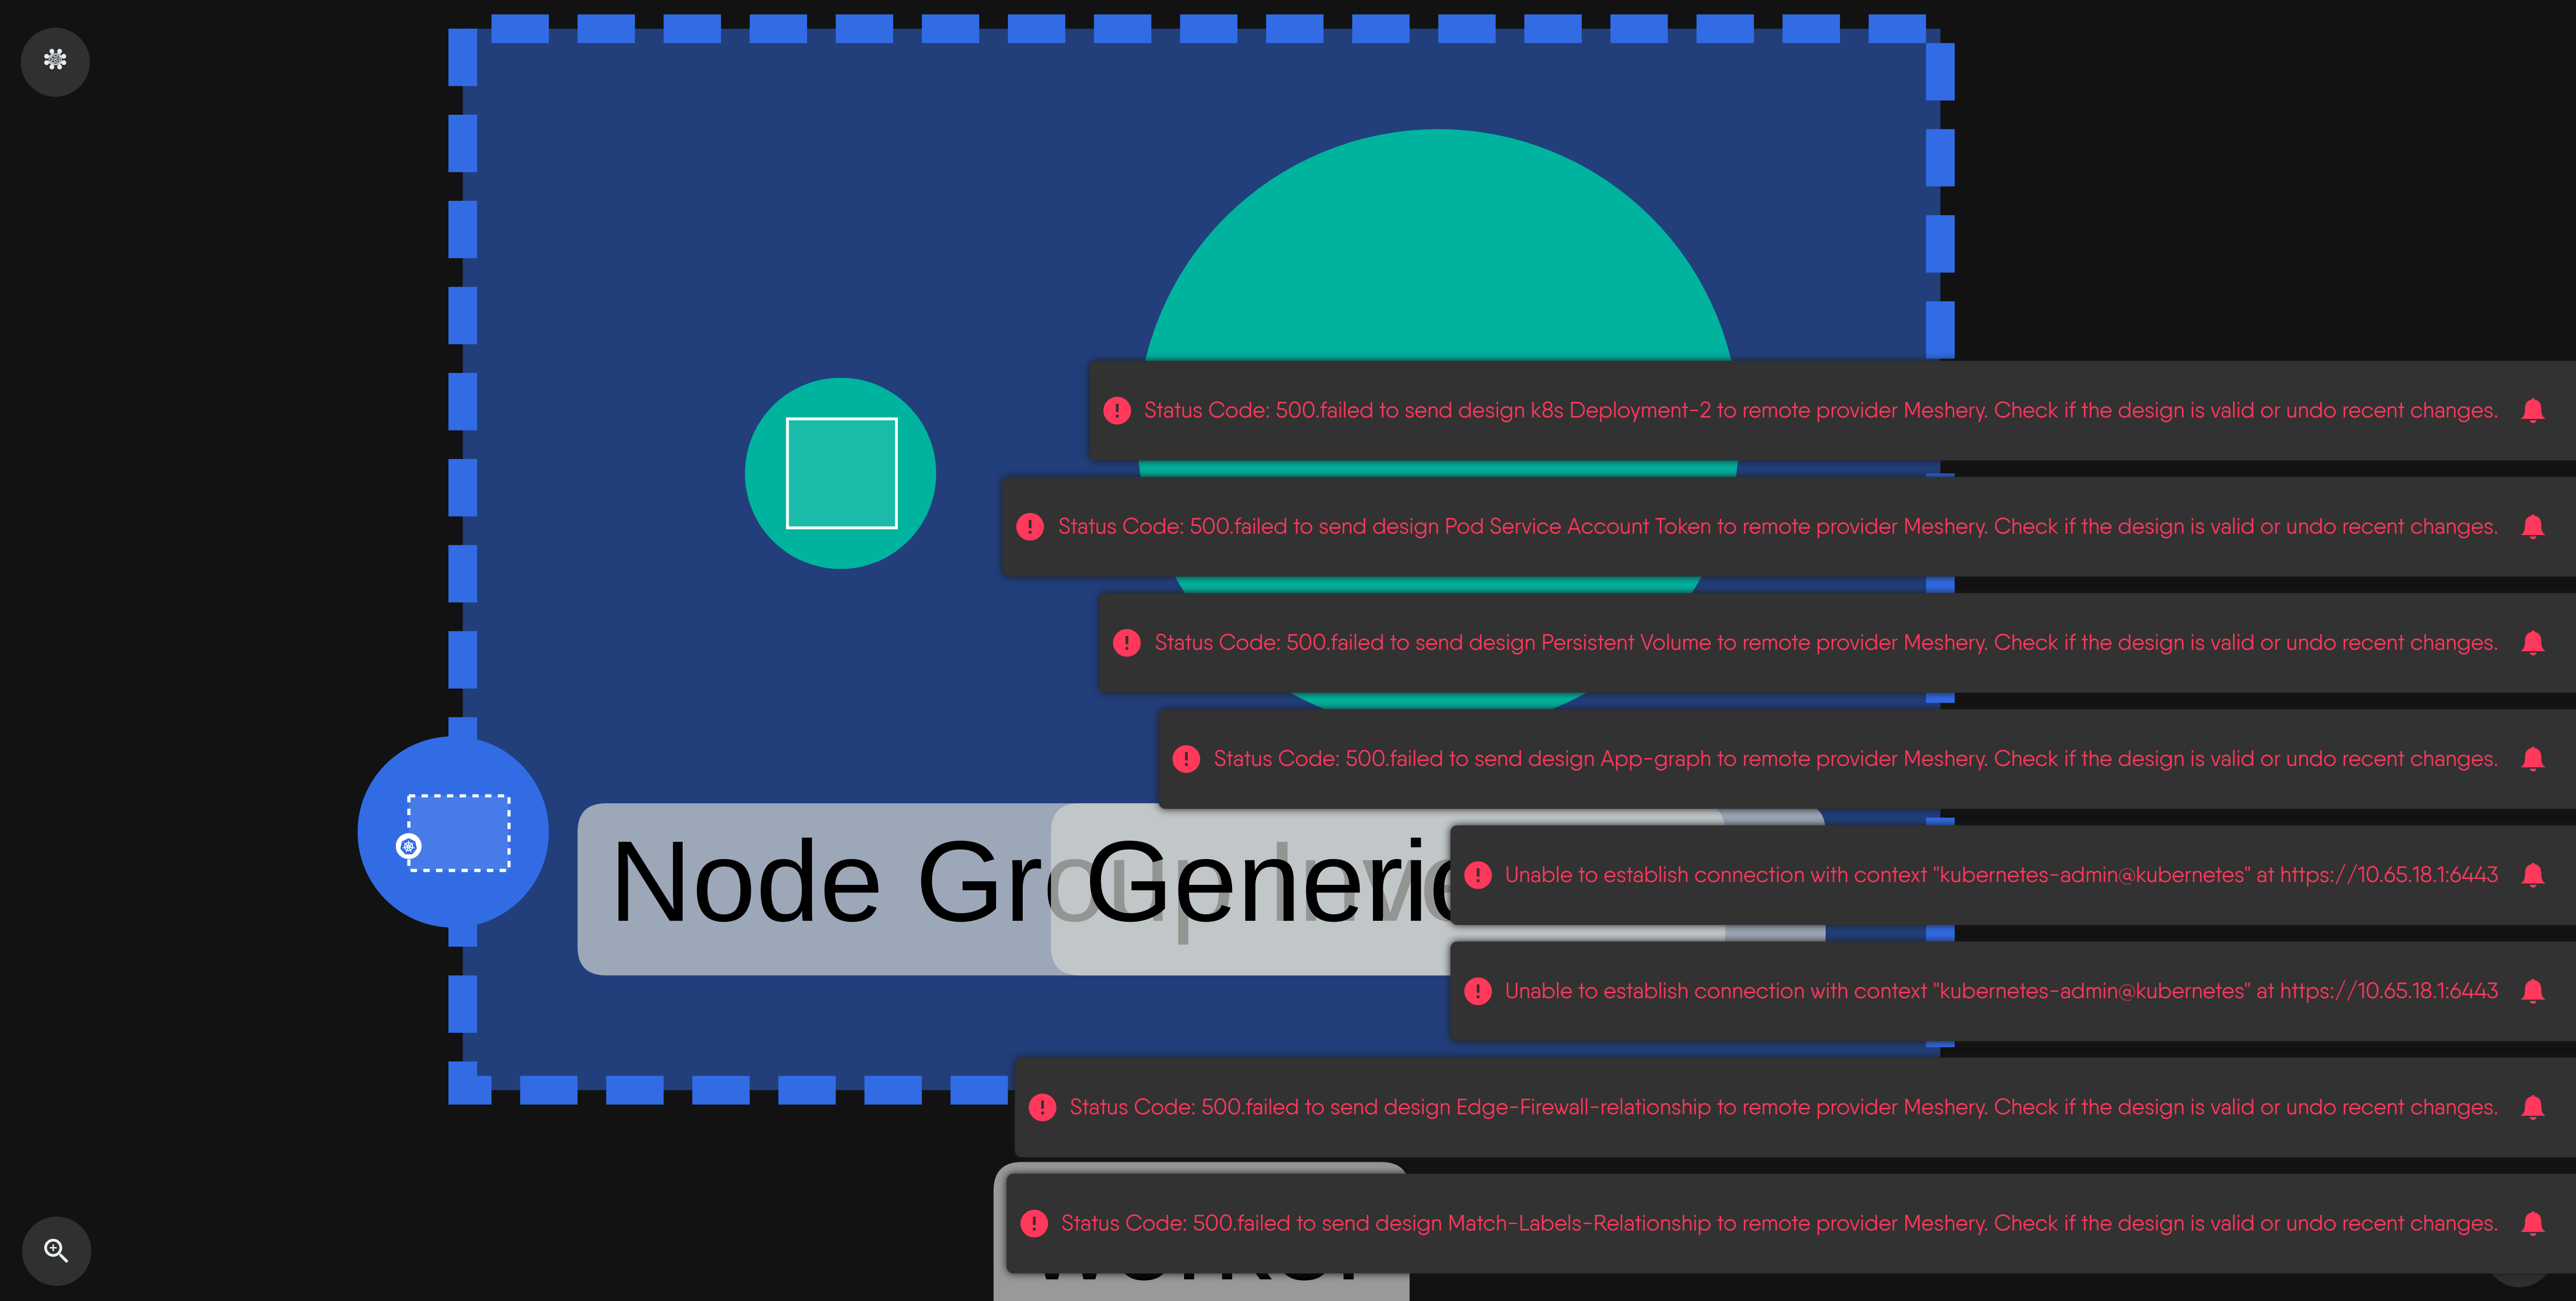 Status Code: 500.failed to send design k8s Deployment-2 to remote provider Meshery. Check if the design is valid or undo recent changes.
Status Code: 500.failed to send design Pod Service Account Token to remote provider Meshery. Check if the design is valid or undo recent changes.
Status Code: 500.failed to send design Persistent Volume to remote provider Meshery. Check if the design is valid or undo recent changes.
Status Code: 500.failed to send design App-graph to remote provider Meshery. Check if the design is valid or undo recent changes.
Node Group Generic
Unable to establish connection with context "kubernetes-admin@kubernetes" at https://10.65.18.1:6443
Unable to establish connection with context "kubernetes-admin@kubernetes" at https://10.65.18.1:6443
Status Code: 500.failed to send design Edge-Firewall-relationship to remote provider Meshery. Check if the design is valid or undo recent changes.
Status Code: 500.failed to send design Match-Labels-Relationship to remote provider Meshery. Check if the design is valid or undo recent changes.